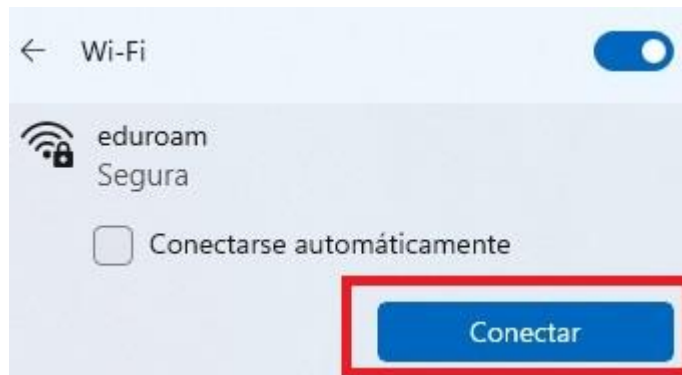 Wi-Fi
eduroam
Segura
Conectarse automáticamente
Conectar